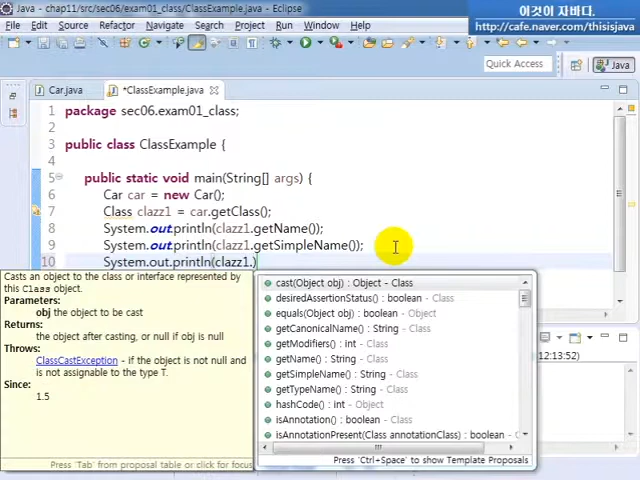 Java - chap11/src/sec06/exam01_class/ClassExample.java - Eclipse
이것이 자바다.
http://cafe.naver.com/thisisjava
File Edit Source Refactor Navigate Search Project Run Window Help
Quick Access
Java
Car.java
*ClassExample.java
1 package sec06.exam01_class;
2
3 public class ClassExample {
4
5 public static void main(String[] args) {
6 Car car = new Car();
7 Class clazz1 = car.getClass();
8 System.out.println(clazz1.getName());
9 System.out.println(clazz1.getSimpleName());
10 System.out.println(clazz1.)
Casts an object to the class or interface represented by
this Class object.
Parameters:
obj the object to be cast
Returns:
the object after casting, or null if obj is null
Throws:
ClassCastException - if the object is not null and
is not assignable to the type T.
Since:
1.5
Press 'Tab' from proposal table or click for focus
cast(Object obj) : Object - Class
desiredAssertionStatus() : boolean - Class
equals(Object obj) : boolean - Object
getCanonicalName() : String - Class
getModifiers() : int - Class
getName() : String - Class
getSimpleName() : String - Class
getTypeName() : String - Class
hashCode() : int - Object
isAnnotation() : boolean - Class
isAnnotationPresent(Class annotationClass) : boolean - C
Press 'Ctrl+Space' to show Template Proposals
12:13:52)